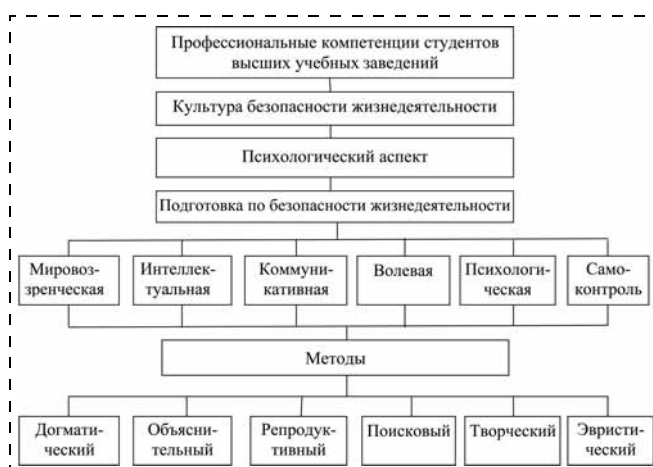 Профессиональные компетенции студентов
высших учебных заведений
Культура безопасности жизнедеятельности
Психологический аспект
Подготовка по безопасности жизнедеятельности
Мировоз-
зренческая
Интеллек-
туальная
Коммуни-
кативная
Волевая
Психологи-
ческая
Само-
контроль
Методы
Догмати-
ческий
Объясни-
тельный
Репродук-
тивный
Поисковый
Творческий
Эвристи-
ческий